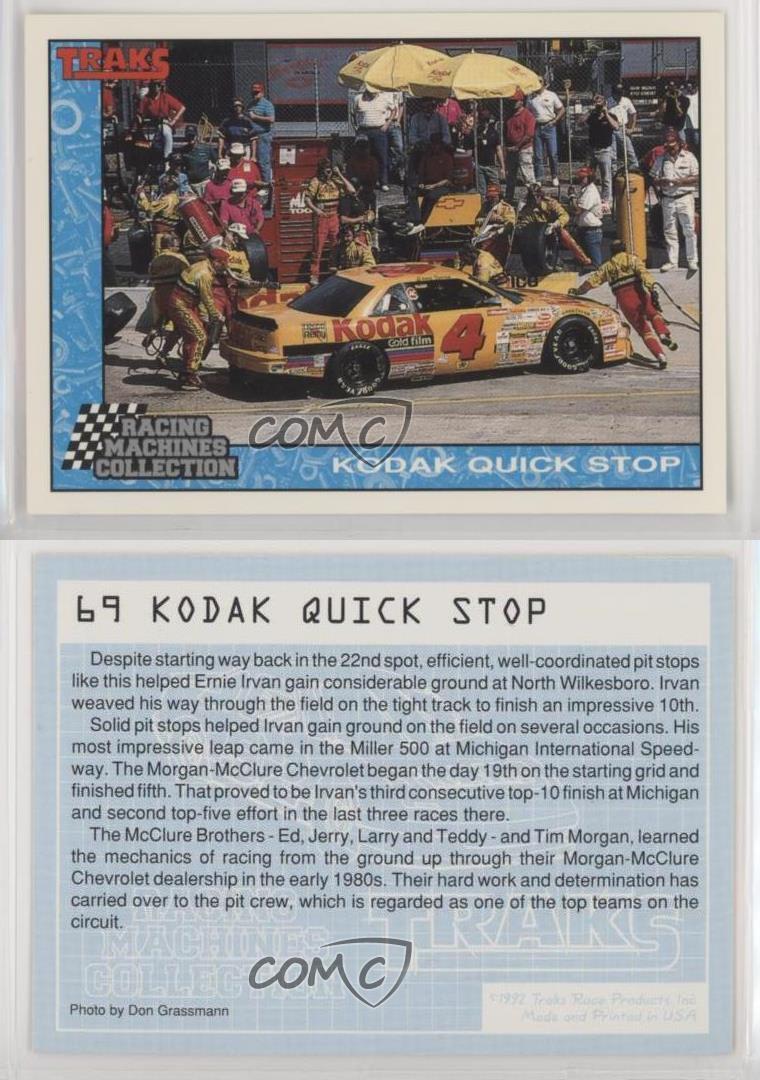 TRAKS
MAC TOOLS
Kodak
Gold film
4
RACING
MACHINES
COLLECTION
COMC
KODAK QUICK STOP
69 KODAK QUICK STOP
Despite starting way back in the 22nd spot, efficient, well-coordinated pit stops
like this helped Ernie Irvan gain considerable ground at North Wilkesboro. Irvan
weaved his way through the field on the tight track to finish an impressive 10th.
Solid pit stops helped Irvan gain ground on the field on several occasions. His
most impressive leap came in the Miller 500 at Michigan International Speed-
way. The Morgan-McClure Chevrolet began the day 19th on the starting grid and
finished fifth. That proved to be Irvan's third consecutive top-10 finish at Michigan
and second top-five effort in the last three races there.
The McClure Brothers - Ed, Jerry, Larry and Teddy - and Tim Morgan, learned
the mechanics of racing from the ground up through their Morgan-McClure
Chevrolet dealership in the early 1980s. Their hard work and determination has
carried over to the pit crew, which is regarded as one of the top teams on the
circuit.
RACING
MACHINES
COLLECTION
TRAKS
COMC
Photo by Don Grassmann
©1992 Traks Race Products, Inc.
Made and Printed in U.S.A.